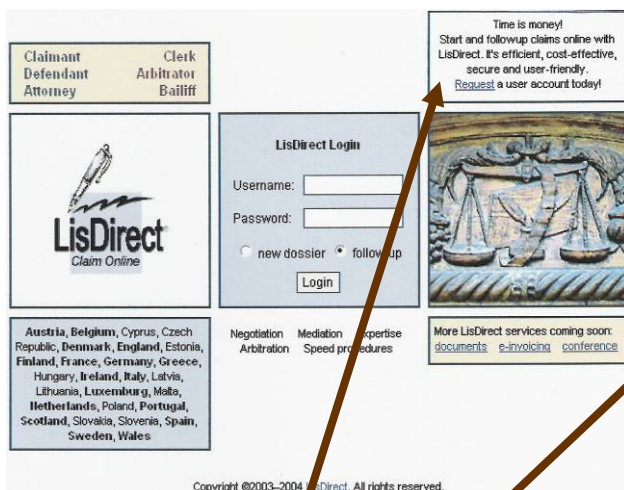 Time is money!
Start and followup claims online with
LisDirect. It's efficient, cost-effective,
secure and user-friendly.
Request a user account today!
Claimant Clerk
Defendant Arbitrator
Attorney Bailiff
LisDirect
Claim Online
LisDirect Login
Username:
Password:
new dossier follow up
Login
Austria, Belgium, Cyprus, Czech
Republic, Denmark, England, Estonia,
Finland, France, Germany, Greece,
Hungary, Ireland, Italy, Latvia,
Lithuania, Luxemburg, Malta,
Netherlands, Poland, Portugal,
Scotland, Slovakia, Slovenia, Spain,
Sweden, Wales
Negotiation Mediation Expertise
Arbitration Speed procedures
More LisDirect services coming soon:
documents e-invoicing conference
Copyright ©2003–2004 LisDirect. All rights reserved.